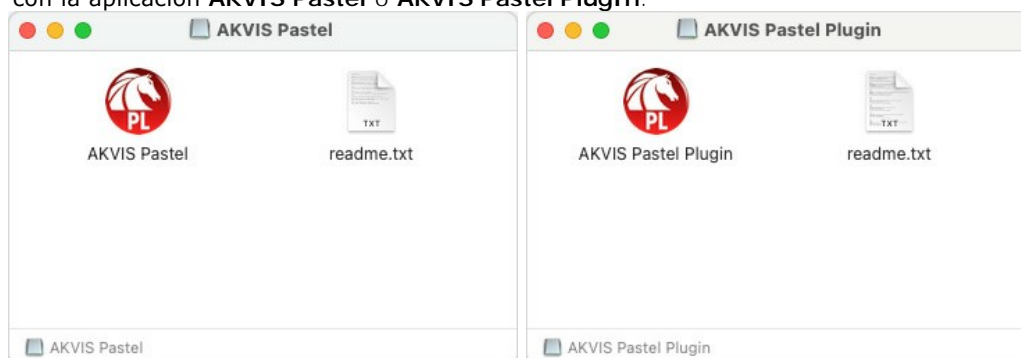 con la aplicación AKVIS Pastel o AKVIS Pastel Plugin.
AKVIS Pastel
PL
TXT
AKVIS Pastel
readme.txt
AKVIS Pastel
AKVIS Pastel Plugin
PL
TXT
AKVIS Pastel Plugin
readme.txt
AKVIS Pastel Plugin